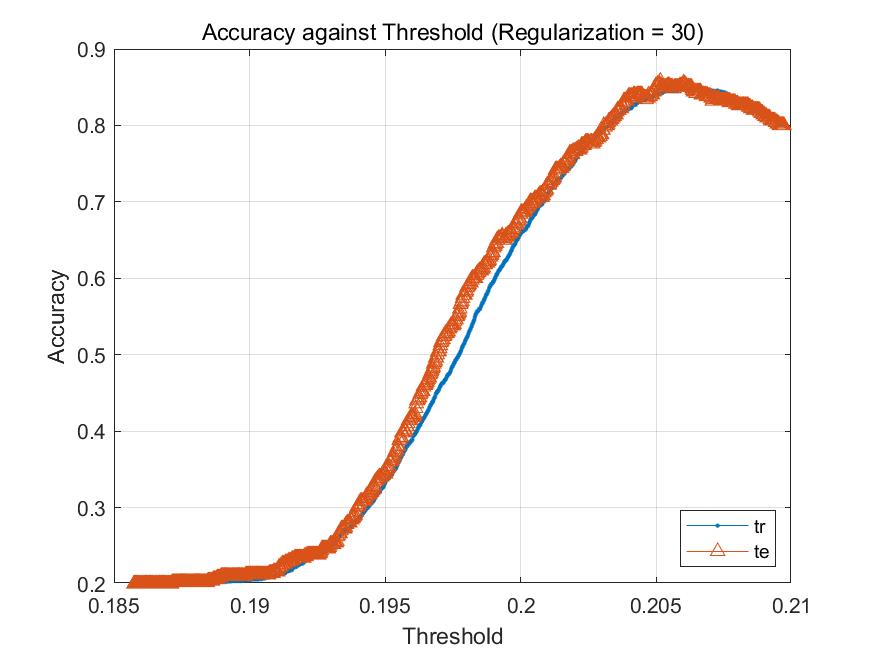 Accuracy against Threshold (Regularization = 30)
0.9
0.8
0.7
0.6
0.5
0.4
0.3
0.2
Accuracy
tr
te
0.185 0.19 0.195 0.2 0.205 0.21
Threshold